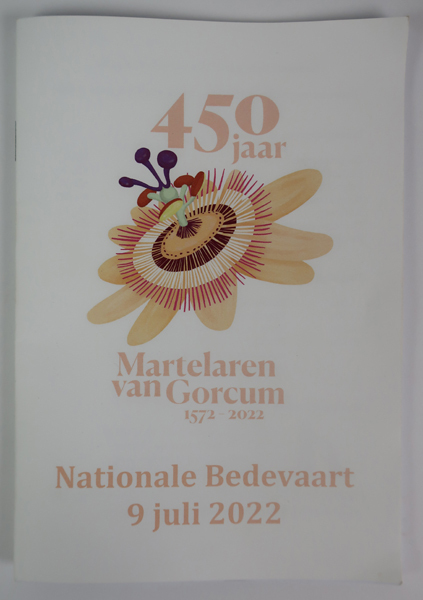 450
jaar
Martelaren
van Gorcum
1572 - 2022
Nationale Bedevaart
9 juli 2022